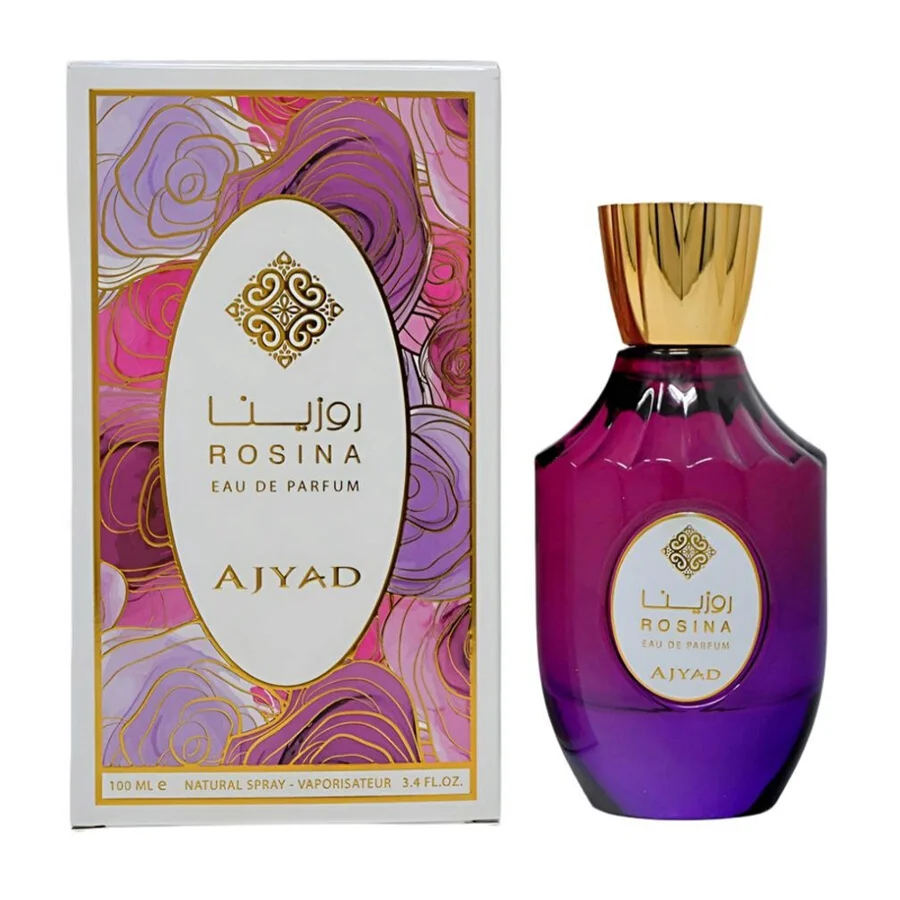 روزينا
ROSINA
EAU DE PARFUM
AJYAD
100 ML e NATURAL SPRAY - VAPORISATEUR 3.4 FL.OZ.
روزينا
ROSINA
EAU DE PARFUM
AJYAD